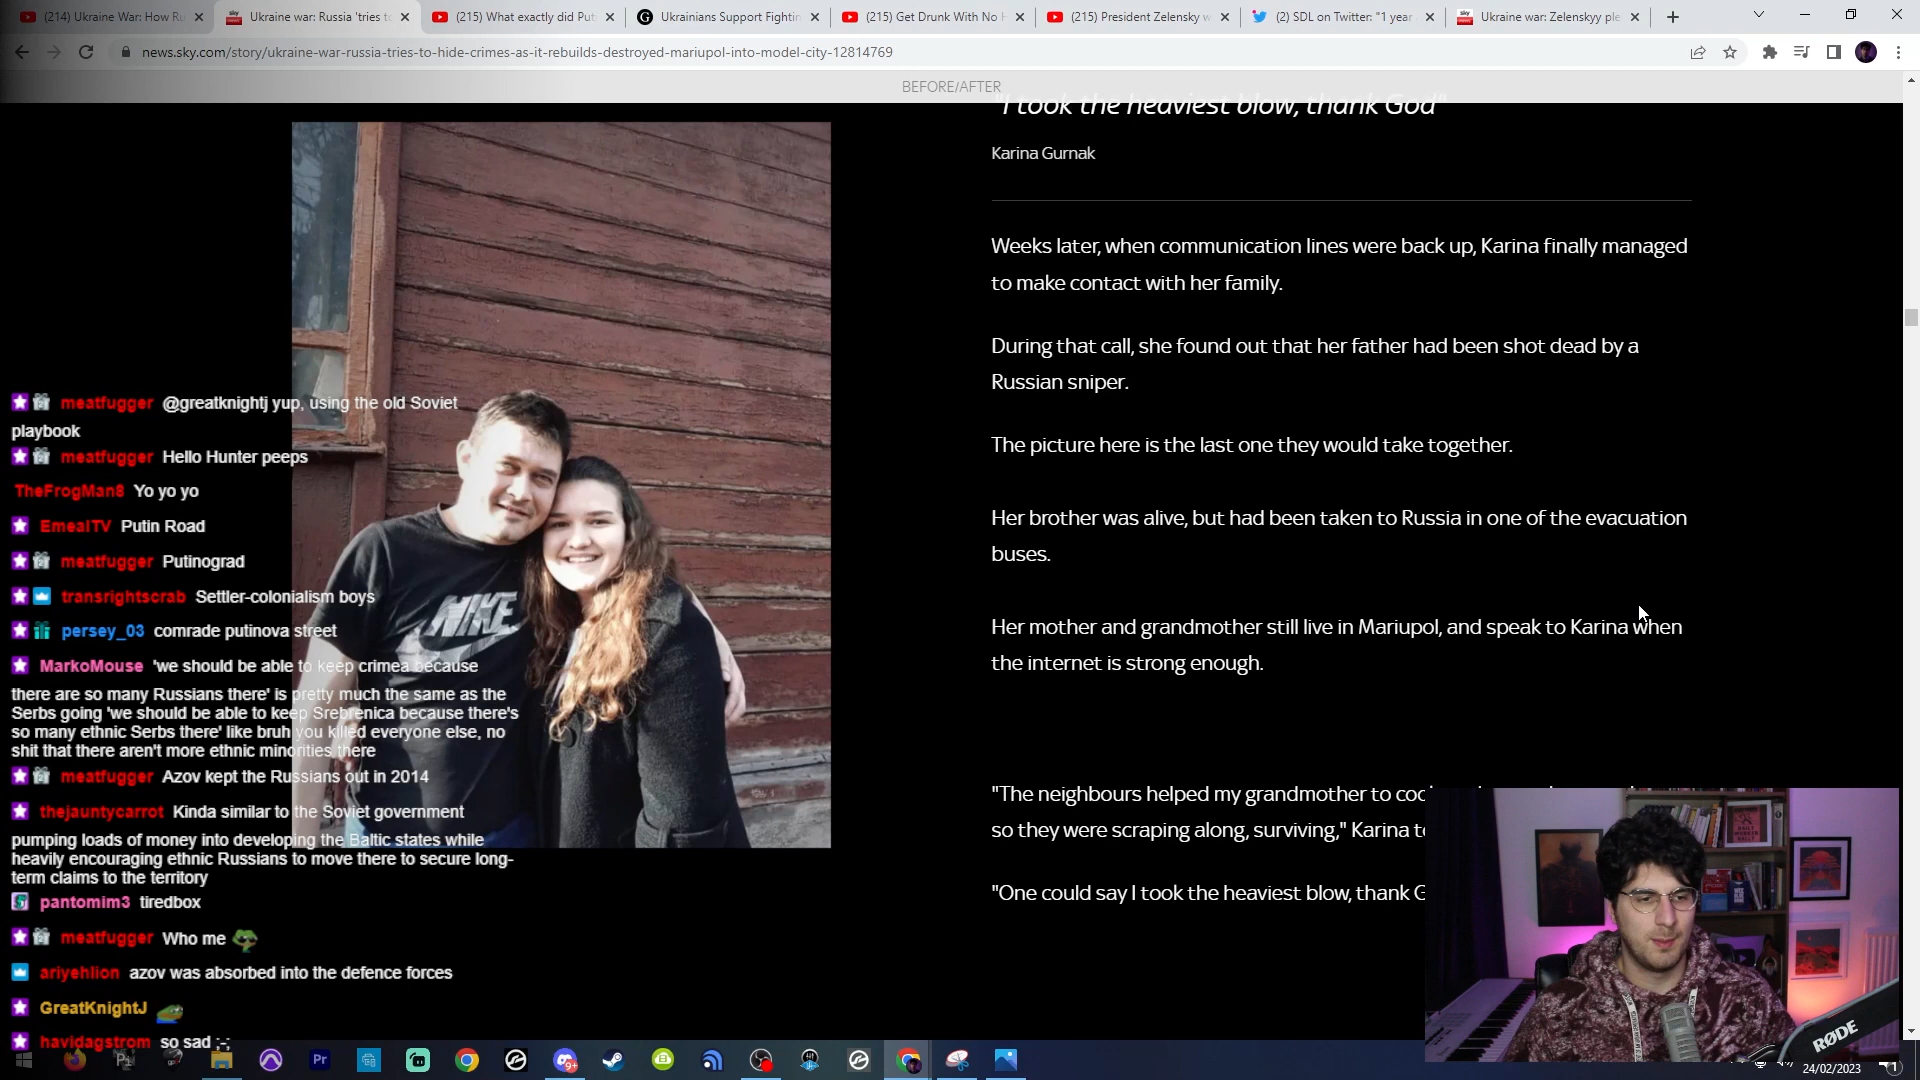 (214) Ukraine War: How Ru
Ukraine war: Russia 'tries to
(215) What exactly did Put
Ukrainians Support Fightin
(215) Get Drunk With No H
(215) President Zelensky w
(2) SDL on Twitter: "1 year
Ukraine war: Zelenskyy ple
news.sky.com/story/ukraine-war-russia-tries-to-hide-crimes-as-it-rebuilds-destroyed-mariupol-into-model-city-12814769
BEFORE/AFTER
"I took the heaviest blow, thank God"
Karina Gurnak
Weeks later, when communication lines were back up, Karina finally managed
to make contact with her family.
During that call, she found out that her father had been shot dead by a
Russian sniper.
The picture here is the last one they would take together.
Her brother was alive, but had been taken to Russia in one of the evacuation
buses.
Her mother and grandmother still live in Mariupol, and speak to Karina when
the internet is strong enough.
"The neighbours helped my grandmother to
so they were scraping along, surviving," Karina
"One could say I took the heaviest blow, thank
meatfugger @greatknightj yup, using the old Soviet
playbook
meatfugger Hello Hunter peeps
TheFrogMan8 Yo yo yo
EmealTV Putin Road
meatfugger Putinograd
transrightscrab Settler-colonialism boys
persey_03 comrade putinova street
MarkoMouse 'we should be able to keep crimea because
there are so many Russians there' is pretty much the same as the
Serbs going 'we should be able to keep Srebrenica because there's
so many ethnic Serbs there' like bruh you killed everyone else, no
shit that there aren't more ethnic minorities there
meatfugger Azov kept the Russians out in 2014
thejauntycarrot Kinda similar to the Soviet government
pumping loads of money into developing the Baltic states while
heavily encouraging ethnic Russians to move there to secure long-
term claims to the territory
pantomim3 tiredbox
meatfugger Who me
ariyehlion azov was absorbed into the defence forces
GreatKnightJ
havidagstrom so sad :-:
NIKE
RØDE
Pr
9+
24/02/2023
1